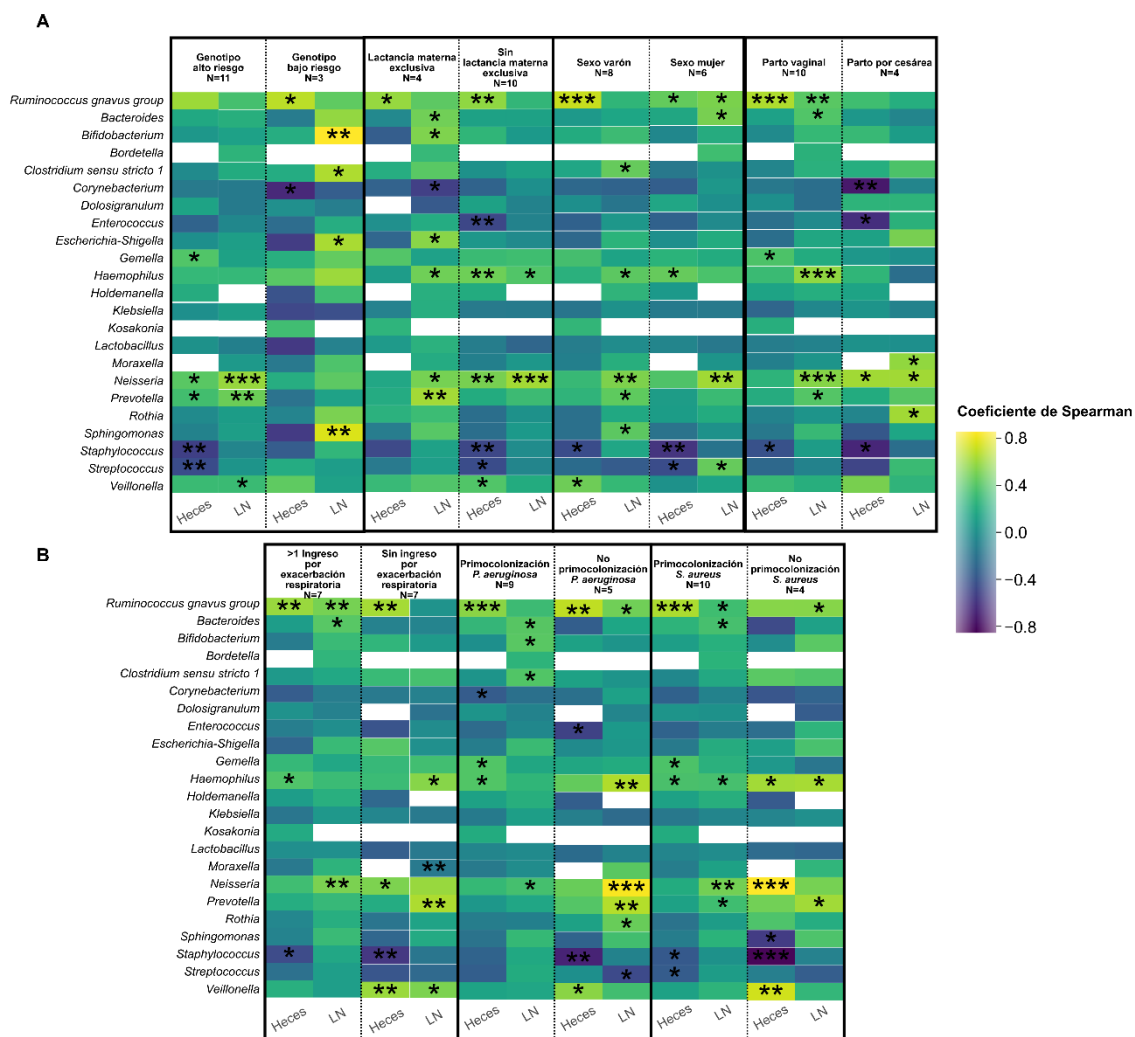 A
Genotipo
alto riesgo
N=11
Genotipo
bajo riesgo
N=3
Lactancia materna
exclusiva
N=4
Sin
lactancia materna
exclusiva
N=10
Sexo varón
N=8
Sexo mujer
N=6
Parto vaginal
N=10
Parto por cesárea
N=4
Ruminococcus gnavus group * * ** *** * * *** **
Bacteroides * * *
Bifidobacterium ** *
Bordetella
Clostridium sensu stricto 1 * *
Corynebacterium * * **
Dolosigranulum
Enterococcus ** *
Escherichia-Shigella * *
Gemella * *
Haemophilus * ** * * * ***
Holdemanella
Klebsiella
Kosakonia
Lactobacillus
Moraxella *
Neisseria * *** * ** *** ** ** *** * *
Prevotella * ** ** * *
Rothia *
Sphingomonas ** *
Staphylococcus ** ** * ** * *
Streptococcus ** * * *
Veillonella * * *
Heces LN Heces LN Heces LN Heces LN Heces LN Heces LN Heces LN Heces LN
Coeficiente de Spearman
0.8
0.4
0.0
−0.4
−0.8
B
>1 Ingreso
por
exacerbación
respiratoria
N=7
Sin ingreso
por
exacerbación
respiratoria
N=7
Primocolonización
P. aeruginosa
N=9
No
primocolonización
P. aeruginosa
N=5
Primocolonización
S. aureus
N=10
No
primocolonización
S. aureus
N=4
Ruminococcus gnavus group ** ** ** *** ** * *** * *
Bacteroides * * *
Bifidobacterium *
Bordetella
Clostridium sensu stricto 1 *
Corynebacterium *
Dolosigranulum
Enterococcus *
Escherichia-Shigella
Gemella * *
Haemophilus * * * ** * * * *
Holdemanella
Klebsiella
Kosakonia
Lactobacillus
Moraxella **
Neisseria ** * * *** ** ***
Prevotella ** ** * *
Rothia *
Sphingomonas *
Staphylococcus * ** ** * ***
Streptococcus * *
Veillonella ** * * **
Heces LN Heces LN Heces LN Heces LN Heces LN Heces LN